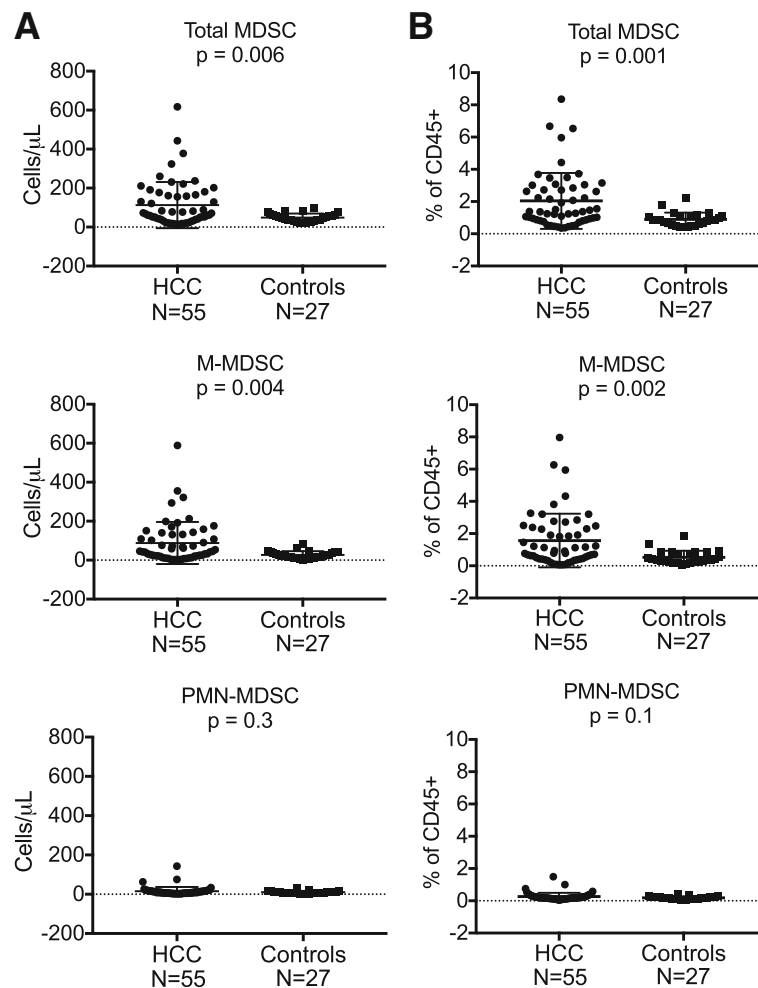 A
Total MDSC
p = 0.006
Cells/μL
800
600
400
200
0
-200
HCC
N=55
Controls
N=27
B
Total MDSC
p = 0.001
% of CD45+
10
8
6
4
2
0
-2
HCC
N=55
Controls
N=27
M-MDSC
p = 0.004
Cells/μL
800
600
400
200
0
-200
HCC
N=55
Controls
N=27
M-MDSC
p = 0.002
% of CD45+
10
8
6
4
2
0
-2
HCC
N=55
Controls
N=27
PMN-MDSC
p = 0.3
Cells/μL
800
600
400
200
0
-200
HCC
N=55
Controls
N=27
PMN-MDSC
p = 0.1
% of CD45+
10
8
6
4
2
0
-2
HCC
N=55
Controls
N=27